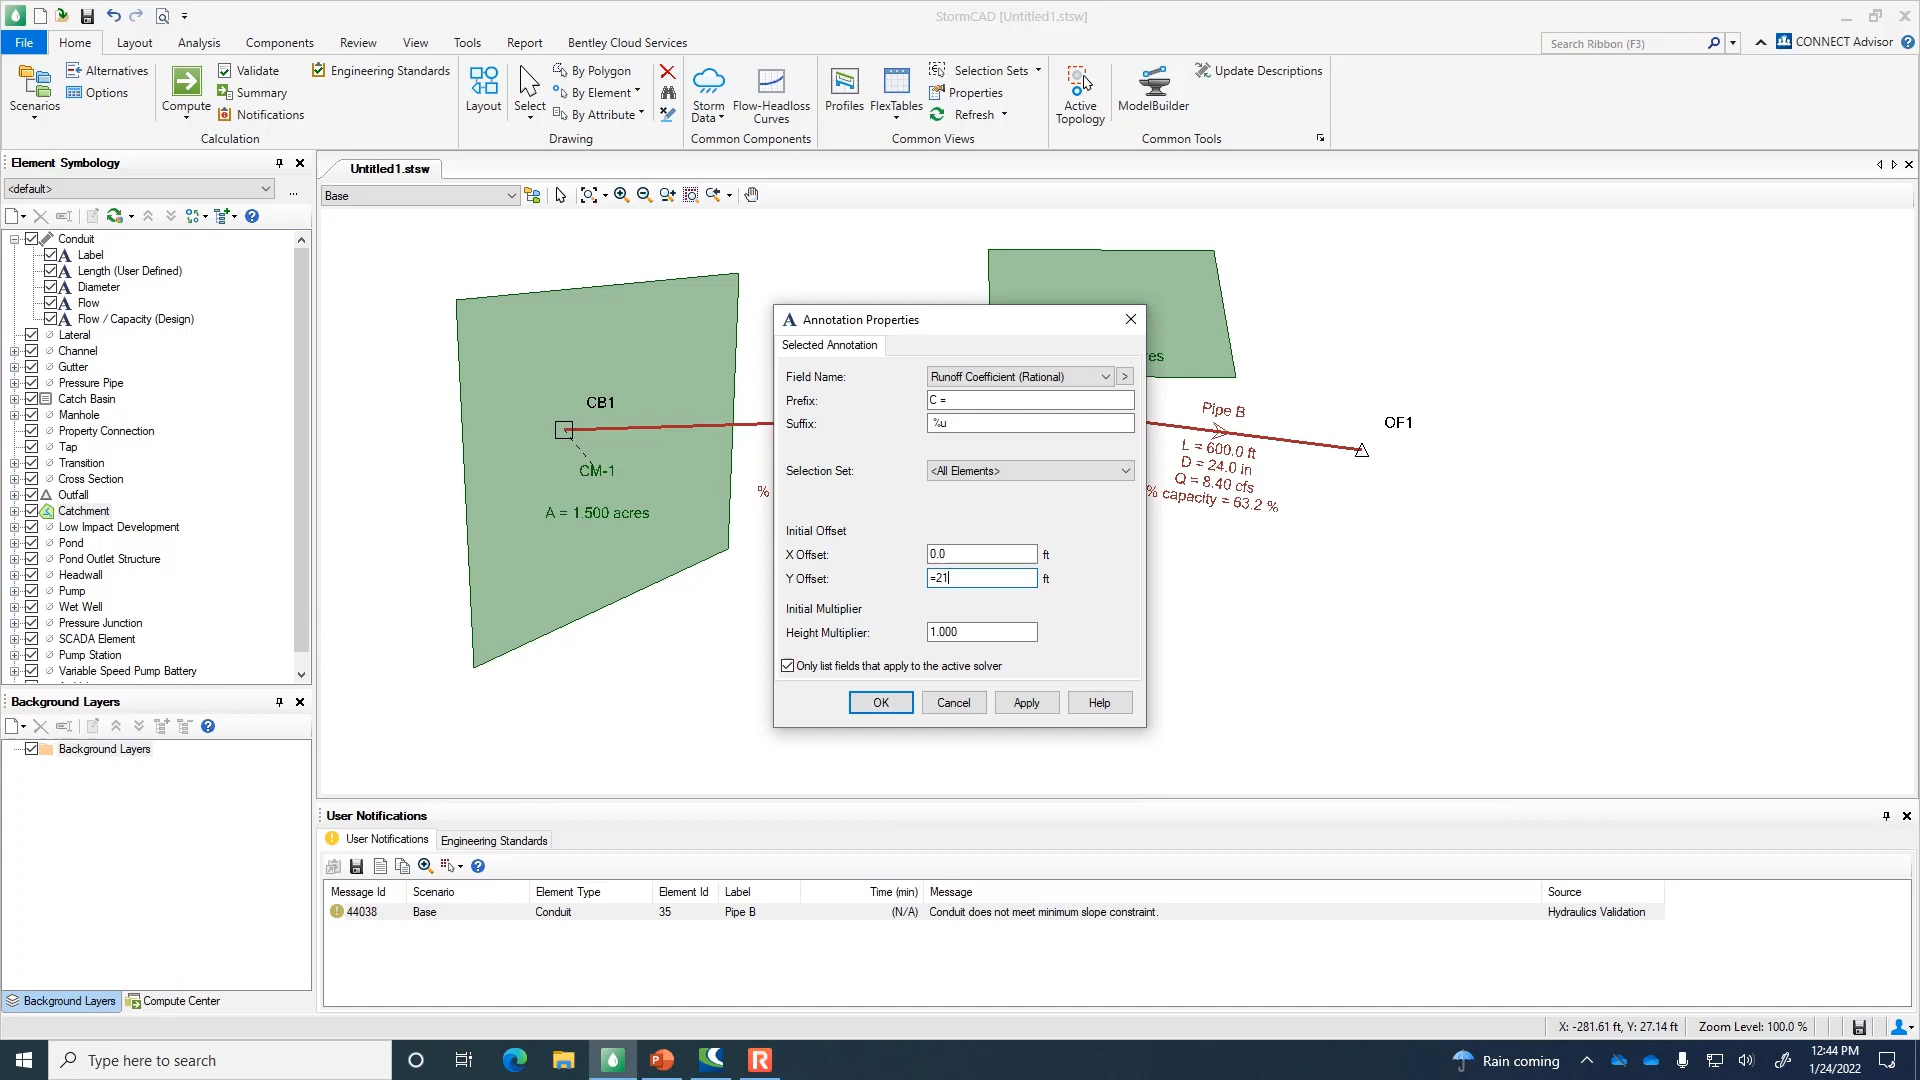 StormCAD [Untitled1.stsw]
File Home Layout Analysis Components Review View Tools Report Bentley Cloud Services
Search Ribbon (F3)
CONNECT Advisor
Scenarios
Alternatives
Options
Compute
Validate
Summary
Notifications
Engineering Standards
Calculation
Layout
Select
By Polygon
By Element
By Attribute
Drawing
Storm Data
Flow-Headloss Curves
Common Components
Profiles
FlexTables
Selection Sets
Properties
Refresh
Common Views
Active Topology
ModelBuilder
Update Descriptions
Common Tools
Element Symbology
<default>
...
Conduit
A Label
A Length (User Defined)
A Diameter
A Flow
A Flow / Capacity (Design)
Lateral
Channel
Gutter
Pressure Pipe
Catch Basin
Manhole
Property Connection
Tap
Transition
Cross Section
Outfall
Catchment
Low Impact Development
Pond
Pond Outlet Structure
Headwall
Pump
Wet Well
Pressure Junction
SCADA Element
Pump Station
Variable Speed Pump Battery
Background Layers
Background Layers
Background Layers
Compute Center
Untitled1.stsw
Base
CB1
CM-1
A = 1.500 acres
%
es
Pipe B
L = 600.0 ft
D = 24.0 in
Q = 8.40 cfs
% capacity = 63.2 %
OF1
A Annotation Properties
Selected Annotation
Field Name: Runoff Coefficient (Rational) >
Prefix: C =
Suffix: %u
Selection Set: <All Elements>
Initial Offset
X Offset: 0.0 ft
Y Offset: =21 ft
Initial Multiplier
Height Multiplier: 1.000
Only list fields that apply to the active solver
OK Cancel Apply Help
User Notifications
User Notifications Engineering Standards
Message Id Scenario Element Type Element Id Label Time (min) Message Source
44038 Base Conduit 35 Pipe B (N/A) Conduit does not meet minimum slope constraint. Hydraulics Validation
X: -281.61 ft, Y: 27.14 ft Zoom Level: 100.0 %
Type here to search
Rain coming
12:44 PM
1/24/2022